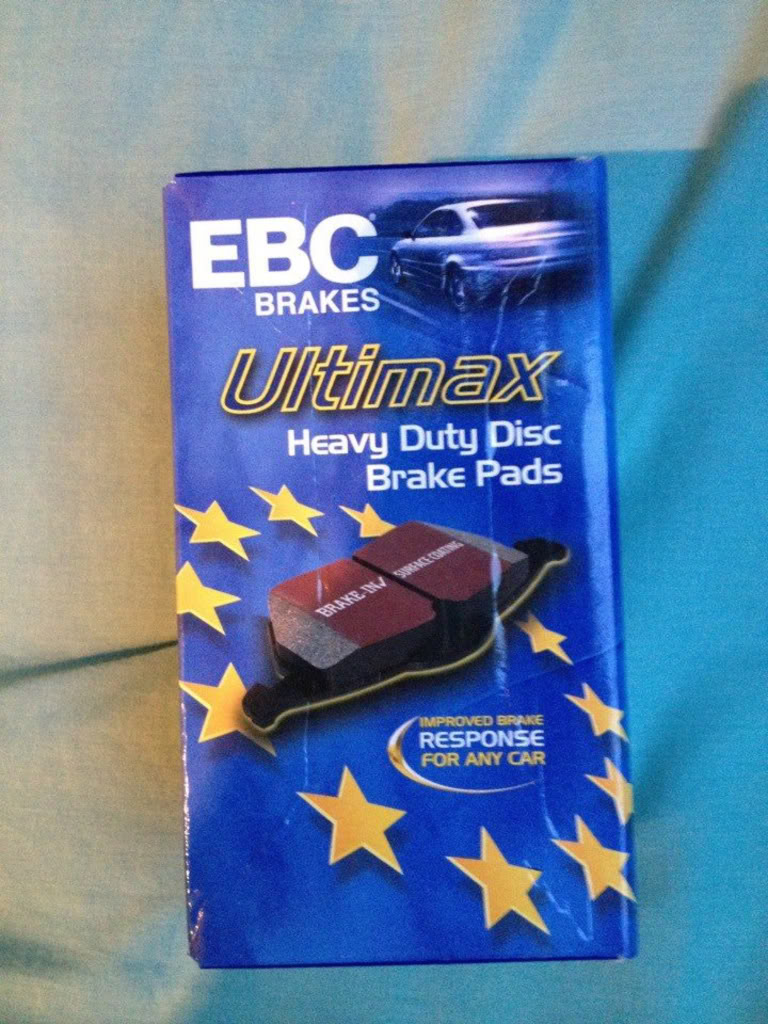 EBC
BRAKES
Ultimax
Heavy Duty Disc
Brake Pads
BRAKE-IN/
SURFACE COATING
IMPROVED BRAKE
RESPONSE
FOR ANY CAR